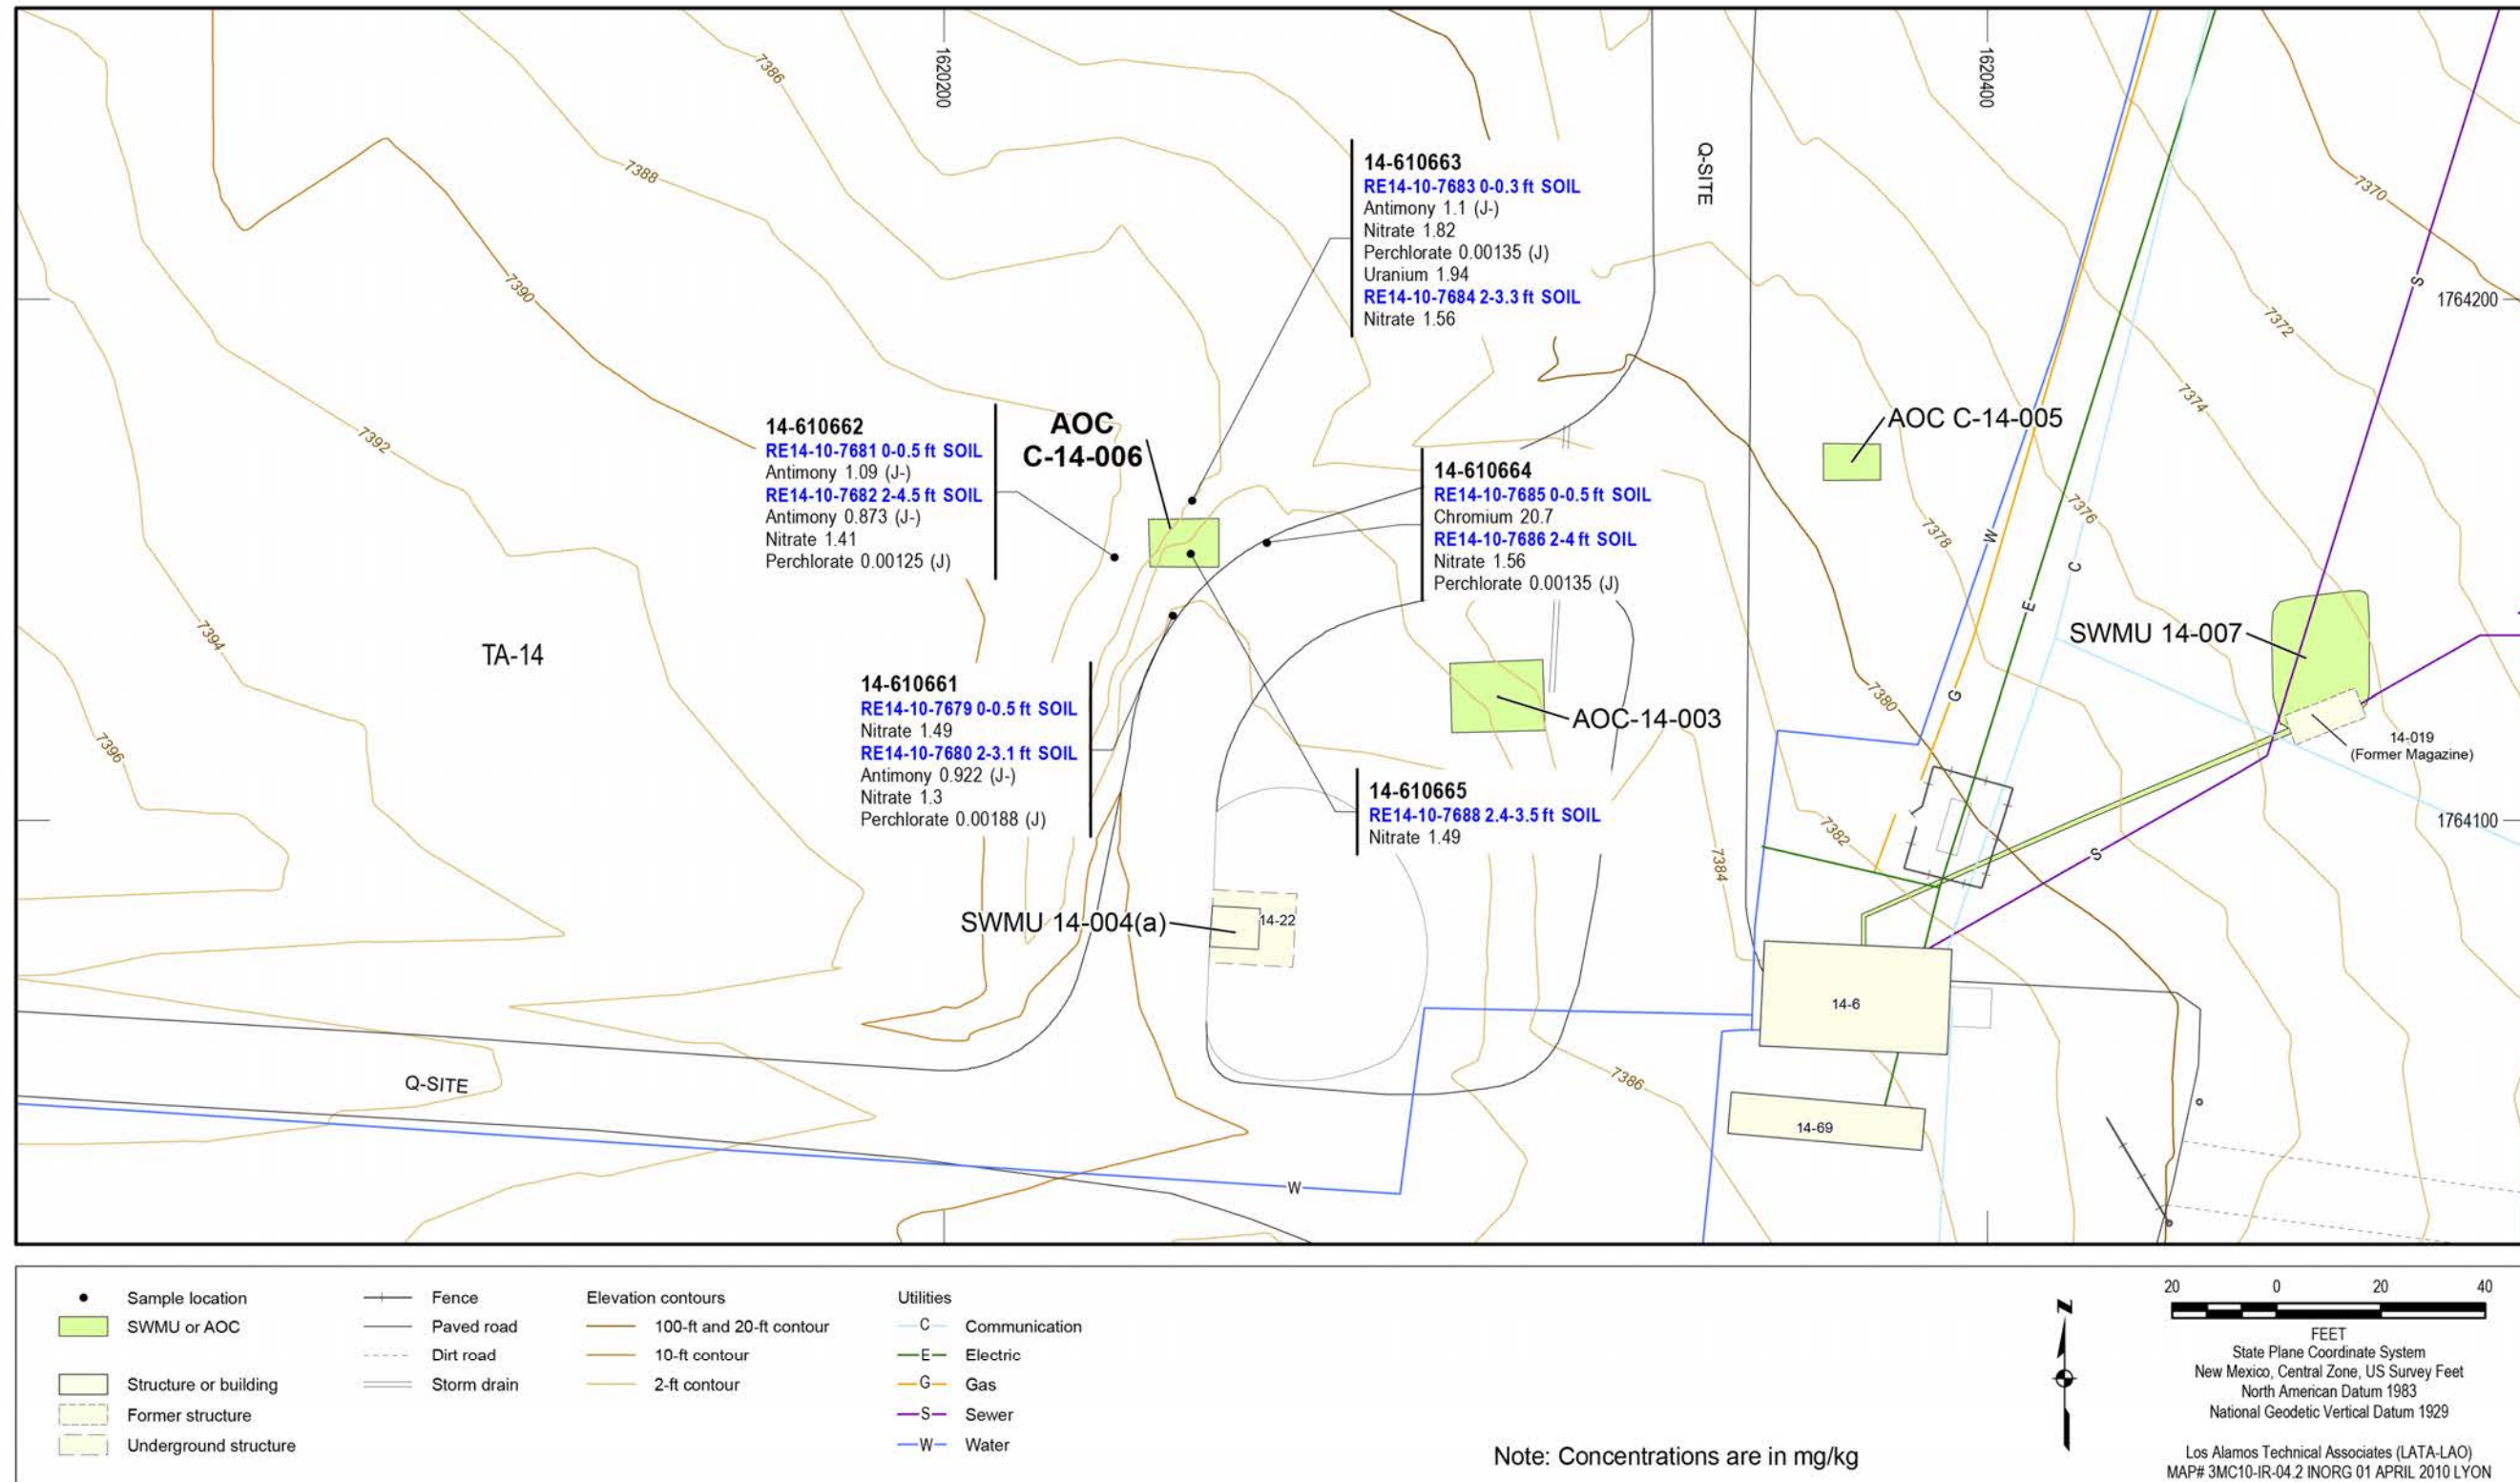 1620200
1620400
7386
7388
7390
7392
7394
7396
Q-SITE
7370
7372
7374
7376
7378
7380
7382
7384
7386
1764200
1764100
14-610663
RE14-10-7683 0-0.3 ft SOIL
Antimony 1.1 (J-)
Nitrate 1.82
Perchlorate 0.00135 (J)
Uranium 1.94
RE14-10-7684 2-3.3 ft SOIL
Nitrate 1.56
14-610662
RE14-10-7681 0-0.5 ft SOIL
Antimony 1.09 (J-)
RE14-10-7682 2-4.5 ft SOIL
Antimony 0.873 (J-)
Nitrate 1.41
Perchlorate 0.00125 (J)
AOC
C-14-006
14-610664
RE14-10-7685 0-0.5 ft SOIL
Chromium 20.7
RE14-10-7686 2-4 ft SOIL
Nitrate 1.56
Perchlorate 0.00135 (J)
AOC C-14-005
S
W
C
E
G
SWMU 14-007
TA-14
14-610661
RE14-10-7679 0-0.5 ft SOIL
Nitrate 1.49
RE14-10-7680 2-3.1 ft SOIL
Antimony 0.922 (J-)
Nitrate 1.3
Perchlorate 0.00188 (J)
AOC-14-003
14-019
(Former Magazine)
14-610665
RE14-10-7688 2.4-3.5 ft SOIL
Nitrate 1.49
S
SWMU 14-004(a)
14-22
14-6
Q-SITE
14-69
W
Sample location
SWMU or AOC
Structure or building
Former structure
Underground structure
Fence
Paved road
Dirt road
Storm drain
Elevation contours
100-ft and 20-ft contour
10-ft contour
2-ft contour
Utilities
C Communication
E Electric
G Gas
S Sewer
W Water
Note: Concentrations are in mg/kg
N
20 0 20 40
FEET
State Plane Coordinate System
New Mexico, Central Zone, US Survey Feet
North American Datum 1983
National Geodetic Vertical Datum 1929
Los Alamos Technical Associates (LATA-LAO)
MAP# 3MC10-IR-04.2 INORG 01 APRIL 2010 LYON